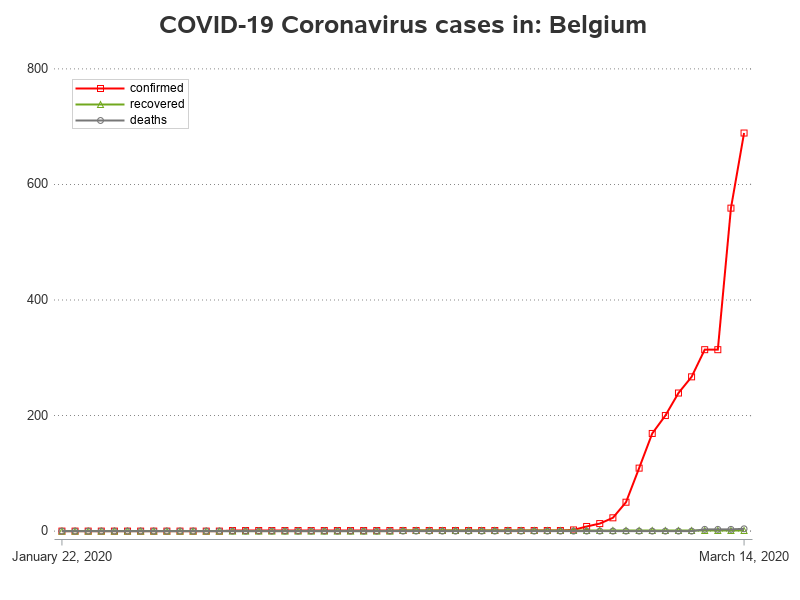 COVID-19 Coronavirus cases in: Belgium
800
confirmed
recovered
deaths
600
400
200
0
January 22, 2020
March 14, 2020